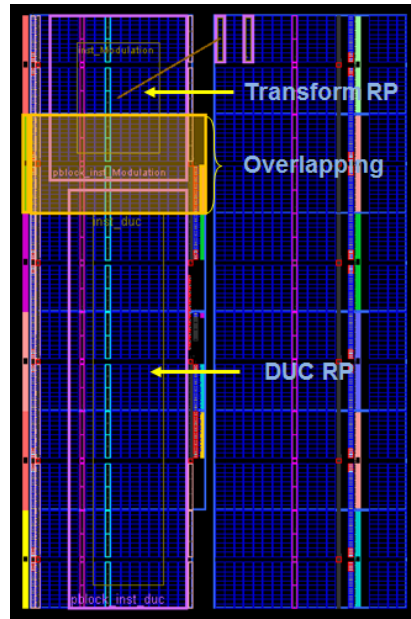 inst_Modulation
Transform RP
Overlapping
pblock_inst_Modulation
inst_duc
DUC RP
pblock_inst_duc